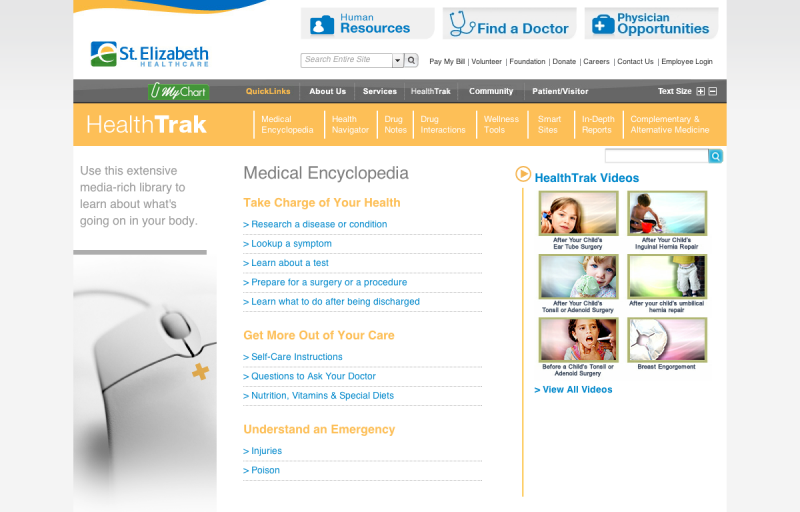 Human
Resources
Find a Doctor
Physician
Opportunities
St. Elizabeth
HEALTHCARE
Search Entire Site
Pay My Bill | Volunteer | Foundation | Donate | Careers | Contact Us | Employee Login
MyChart
QuickLinks
About Us
Services
HealthTrak
Community
Patient/Visitor
Text Size
HealthTrak
Medical
Encyclopedia
Health
Navigator
Drug
Notes
Drug
Interactions
Wellness
Tools
Smart
Sites
In-Depth
Reports
Complementary &
Alternative Medicine
Use this extensive
media-rich library to
learn about what's
going on in your body.
Medical Encyclopedia
Take Charge of Your Health
> Research a disease or condition
> Lookup a symptom
> Learn about a test
> Prepare for a surgery or a procedure
> Learn what to do after being discharged
Get More Out of Your Care
> Self-Care Instructions
> Questions to Ask Your Doctor
> Nutrition, Vitamins & Special Diets
Understand an Emergency
> Injuries
> Poison
HealthTrak Videos
After Your Child's
Ear Tube Surgery
After Your Child's
Inguinal Hernia Repair
After Your Child's
Tonsil or Adenoid Surgery
After your child's umbilical
hernia repair
Before a Child's Tonsil or
Adenoid Surgery
Breast Engorgement
> View All Videos